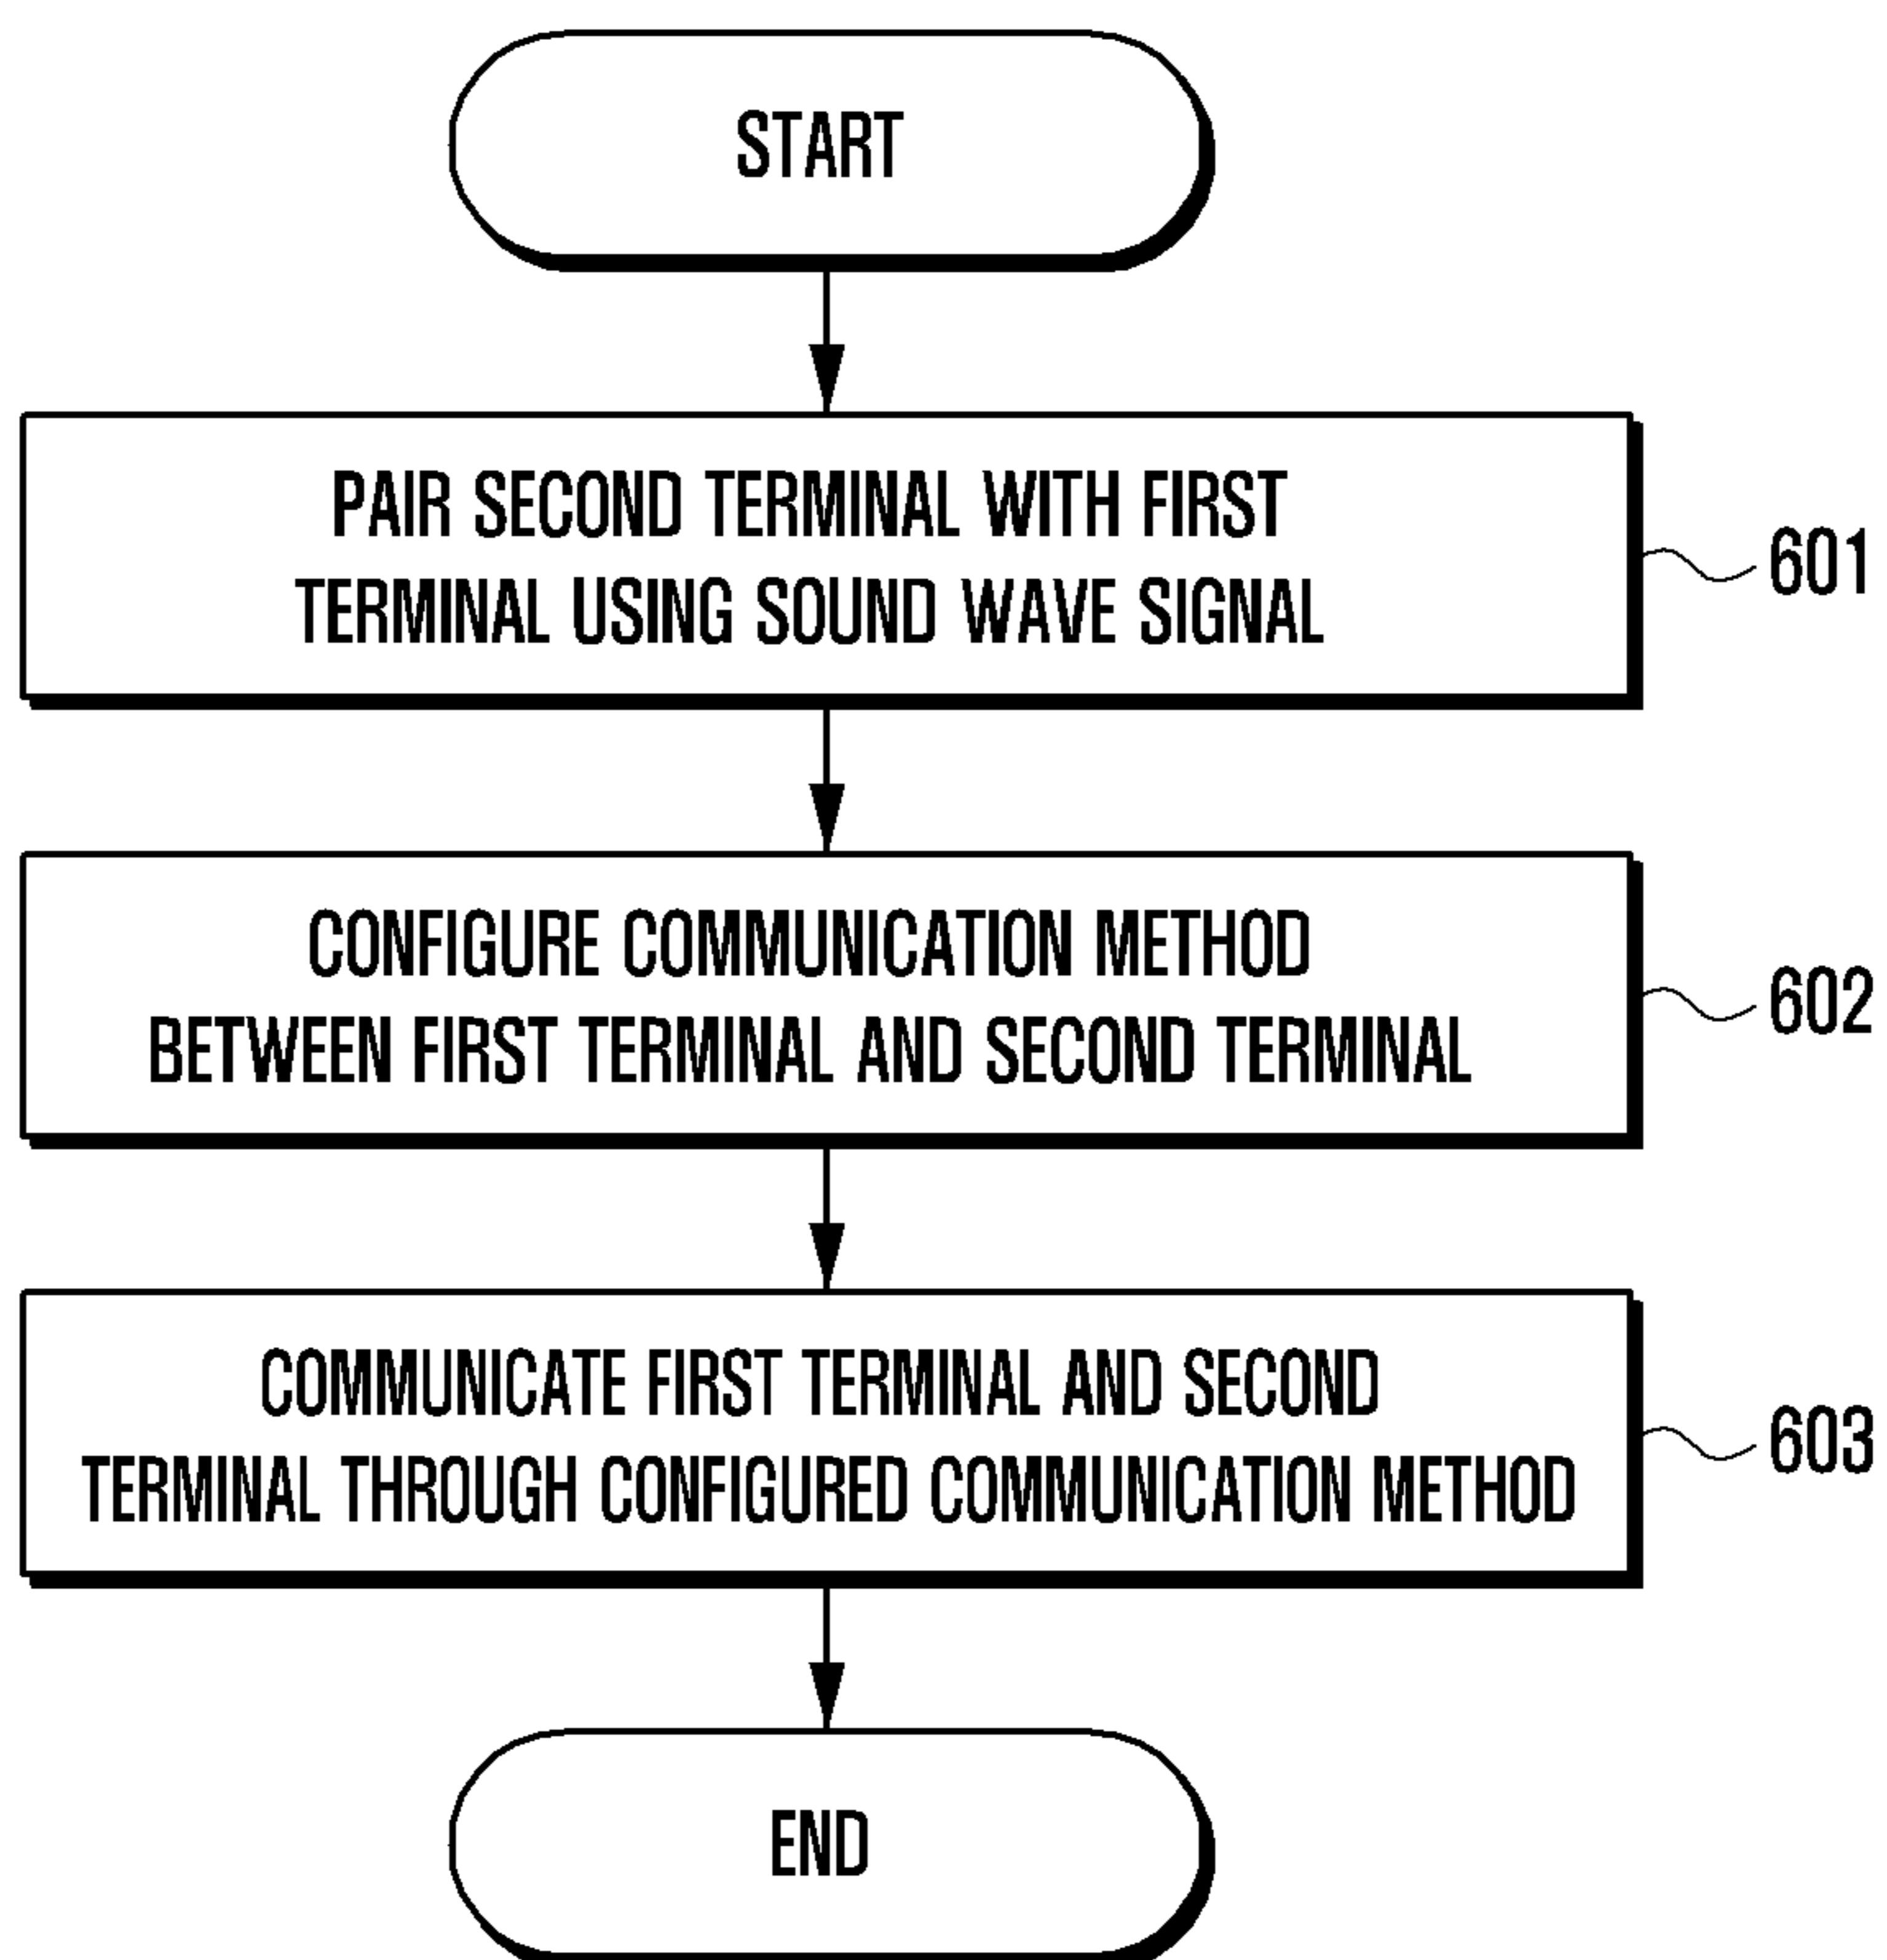 START
PAIR SECOND TERMINAL WITH FIRST
TERMINAL USING SOUND WAVE SIGNAL
601
CONFIGURE COMMUNICATION METHOD
BETWEEN FIRST TERMINAL AND SECOND TERMINAL
602
COMMUNICATE FIRST TERMINAL AND SECOND
TERMINAL THROUGH CONFIGURED COMMUNICATION METHOD
603
END